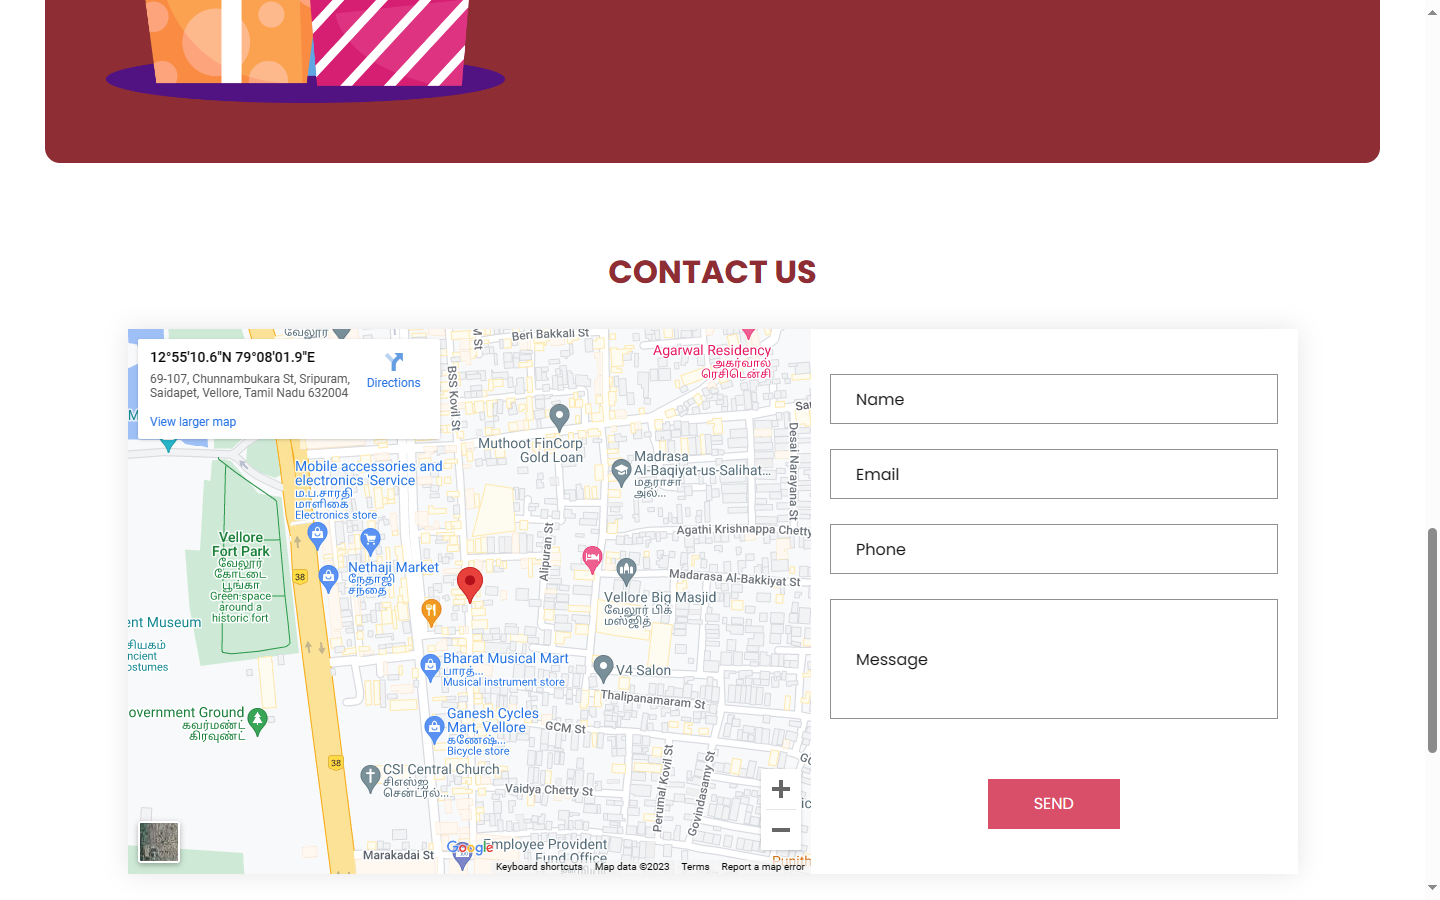 CONTACT US
12°55'10.6"N 79°08'01.9"E
69-107, Chunnambukara St, Sripuram,
Saidapet, Vellore, Tamil Nadu 632004
Directions
View larger map
வேலூர்
Beri Bakkali St
BSS Kovil St
Agarwal Residency
அகர்வால்
ரெசிடென்சி
Muthoot FinCorp
Gold Loan
Madrasa
Al-Baqiyat-us-Salihat...
மதராசா
அல்...
Desai Narayana St
Mobile accessories and
electronics 'Service
ம.ப.சாரதி
மாளிகை
Electronics store
Vellore
Fort Park
வேலூர்
கோட்டை
பூங்கா
Green space
around a
historic fort
38
Nethaji Market
நேதாஜி
சந்தை
Alipuran St
Agathi Krishnappa Chetty
Madarasa Al-Bakkiyat St
Vellore Big Masjid
வேலூர் பிக்
மஸ்ஜித்
ent Museum
சியகம்
ncient
ostumes
Bharat Musical Mart
பாரத்...
Musical instrument store
V4 Salon
Thalipanamaram St
overnment Ground
கவர்மண்ட்
கிரவுண்ட்
Ganesh Cycles
Mart, Vellore
கணேஷ்...
Bicycle store
GCM St
38
CSI Central Church
சிஎஸ்ஐ
சென்ட்ரல்...
Vaidya Chetty St
Perumal Kovil St
Govindasamy St
Marakadai St
Google
Employee Provident
Fund Office
Keyboard shortcuts
Map data ©2023
Terms
Report a map error
Name
Email
Phone
Message
SEND